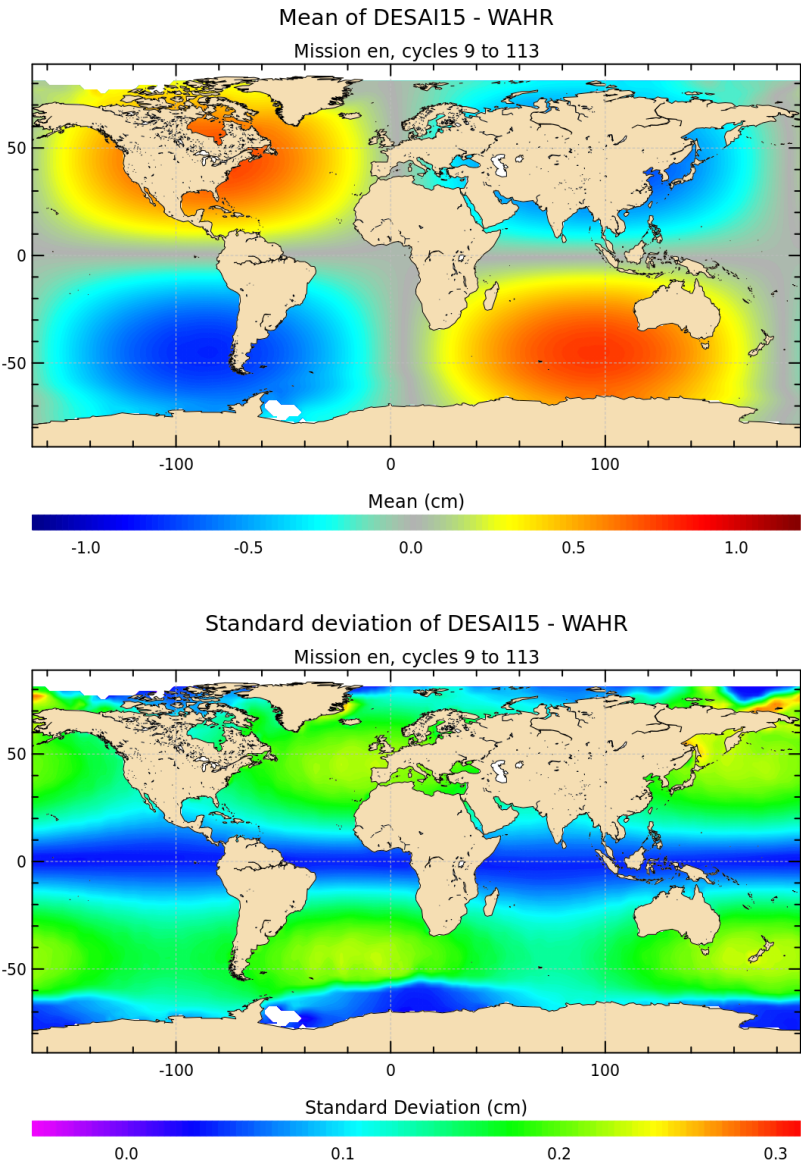 Mean of DESAI15 - WAHR
Mission en, cycles 9 to 113
50
0
-50
-100 0 100
Mean (cm)
-1.0 -0.5 0.0 0.5 1.0
Standard deviation of DESAI15 - WAHR
Mission en, cycles 9 to 113
50
0
-50
-100 0 100
Standard Deviation (cm)
0.0 0.1 0.2 0.3